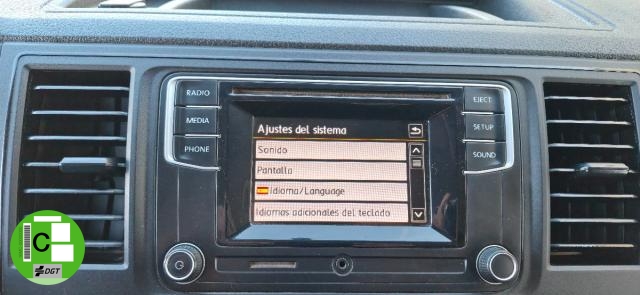 RADIO
MEDIA
PHONE
EJECT
SETUP
SOUND
Ajustes del sistema
Sonido
Pantalla
Idioma/Language
Idiomas adicionales del teclado
C
DGT